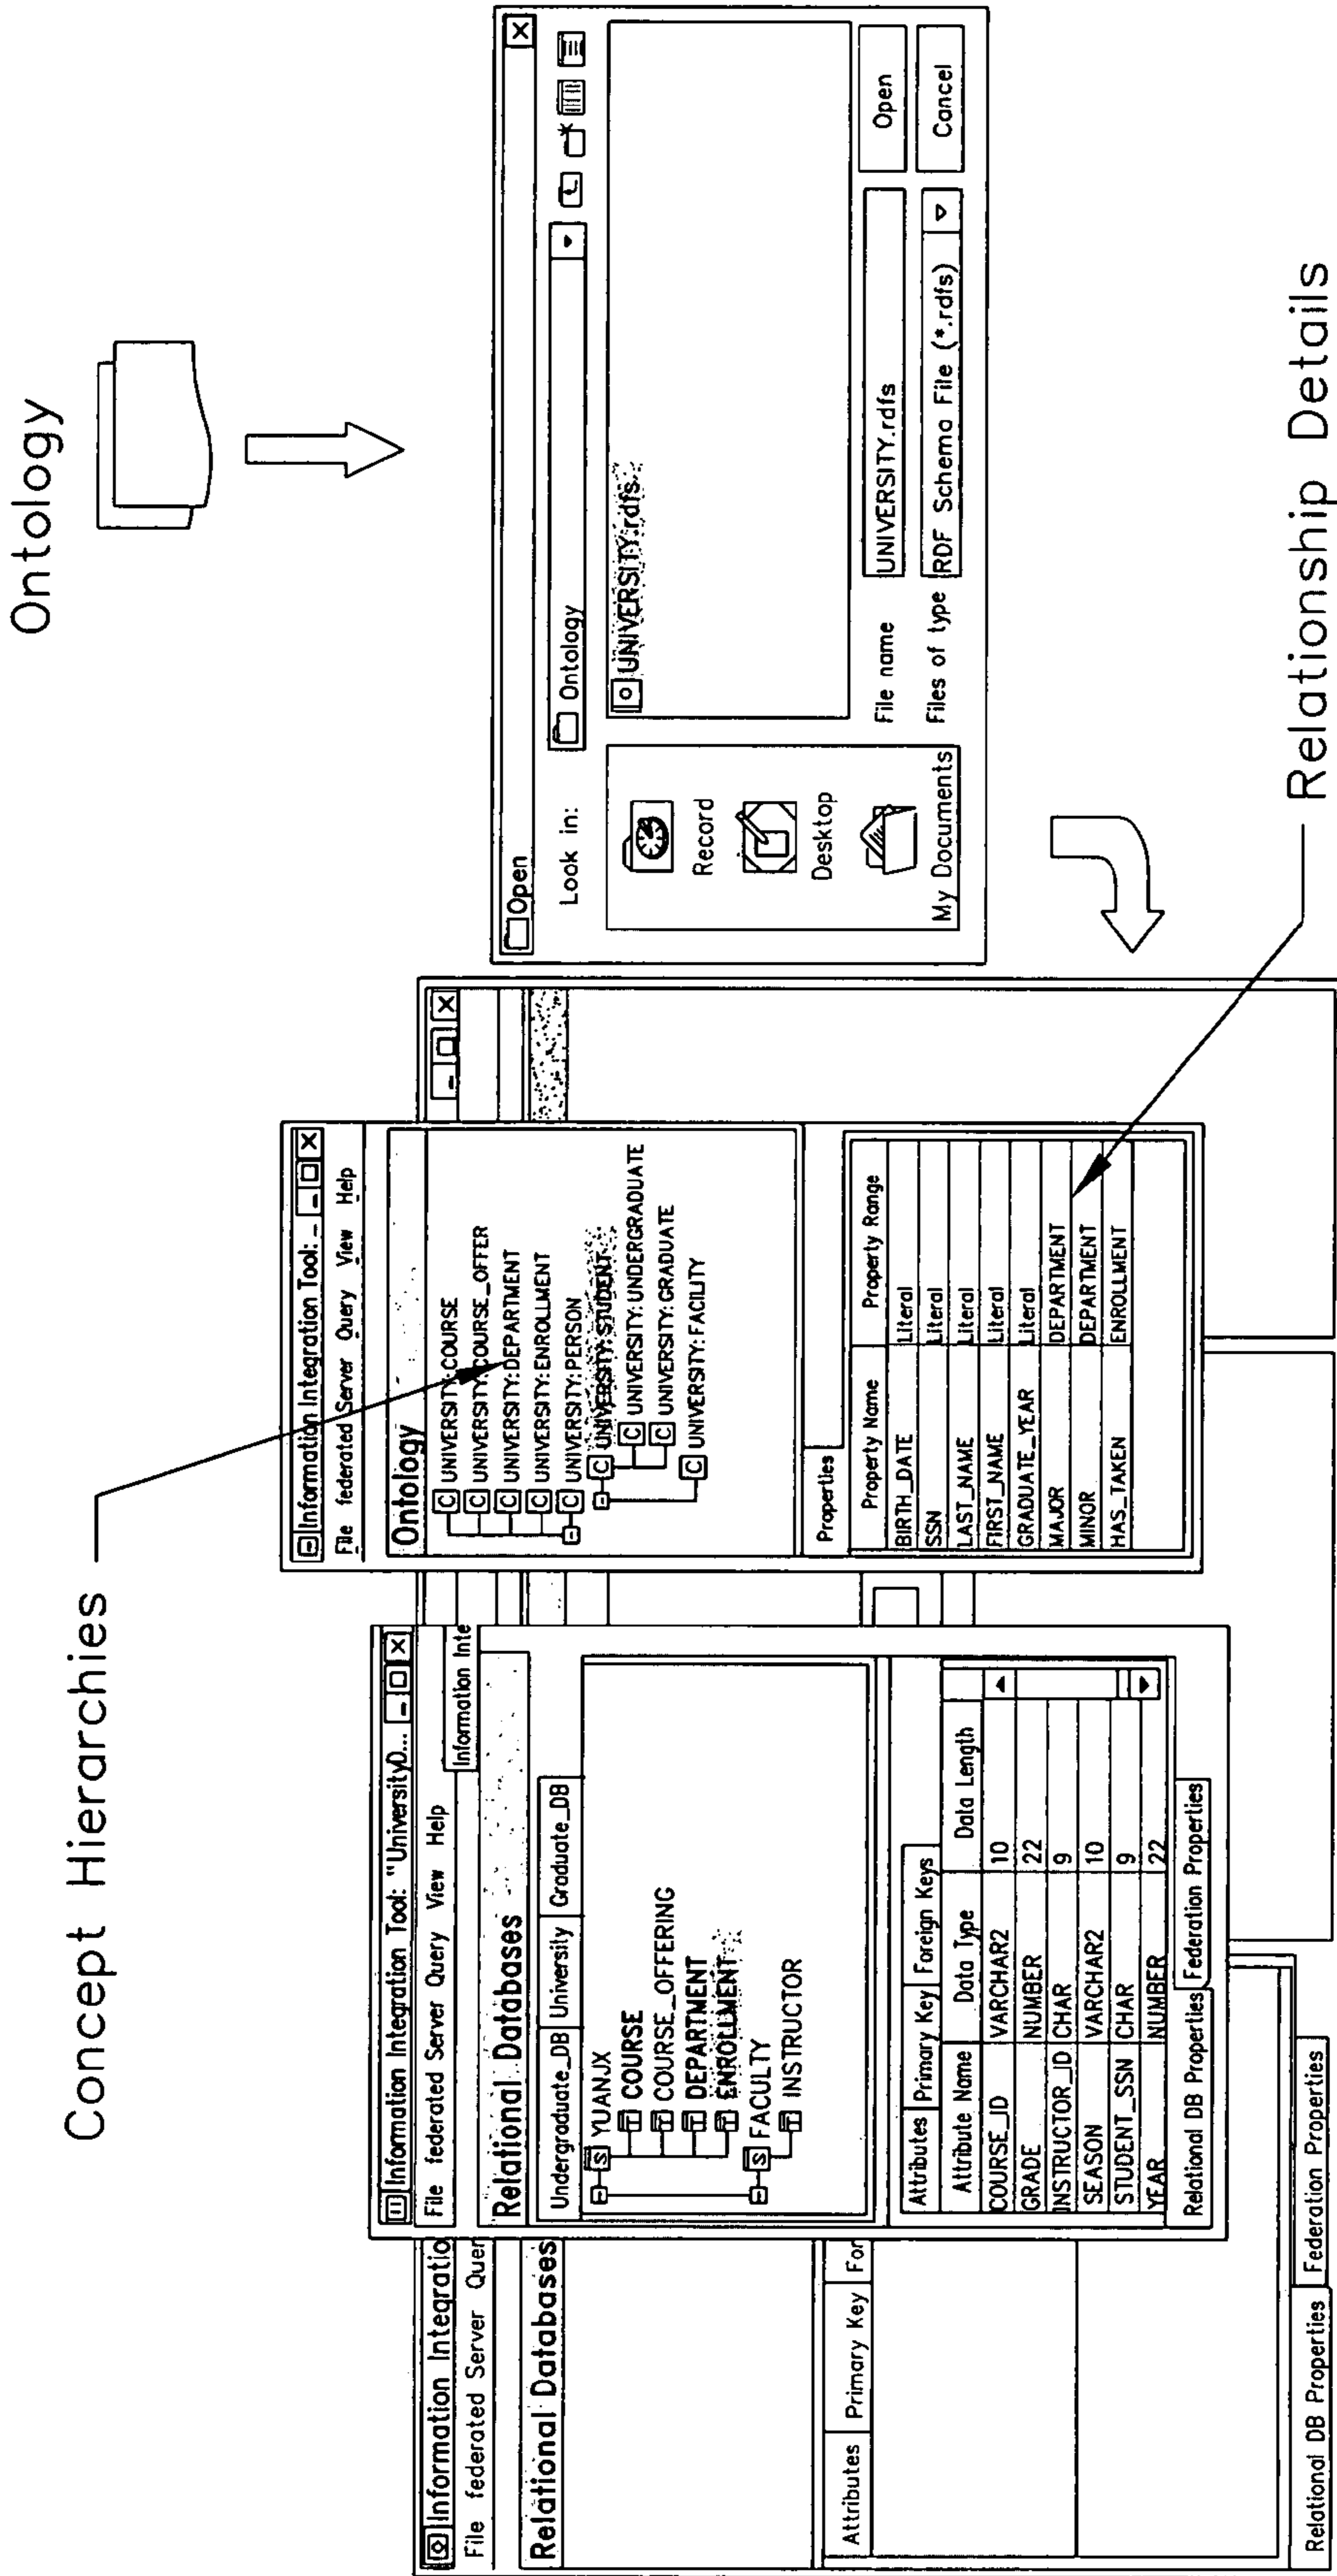 Ontology
Concept Hierarchies
Relationship Details
Information Integratio
File federated Server Quer
Relational Databases
Attributes Primary Key For
Relational DB Properties Federation Properties
Information Integration Tool: "UniversityD...
File federated Server Query View Help
Information Inte
Relational Databases
Undergraduate_DB University Graduate_DB
S YUANJX
T COURSE
T COURSE_OFFERING
T DEPARTMENT
T ENROLLMENT
S FACULTY
T INSTRUCTOR
Attributes Primary Key Foreign Keys
Attribute Name Data Type Data Length
COURSE_ID VARCHAR2 10
GRADE NUMBER 22
INSTRUCTOR_ID CHAR 9
SEASON VARCHAR2 10
STUDENT_SSN CHAR 9
YEAR NUMBER 22
Relational DB Properties Federation Properties
Information Integration Tool:
File federated Server Query View Help
Ontology
C UNIVERSITY:COURSE
C UNIVERSITY:COURSE_OFFER
C UNIVERSITY:DEPARTMENT
C UNIVERSITY:ENROLLMENT
C UNIVERSITY:PERSON
C UNIVERSITY:STUDENT
C UNIVERSITY:UNDERGRADUATE
C UNIVERSITY:GRADUATE
C UNIVERSITY:FACILITY
Properties
Property Name Property Range
BIRTH_DATE Literal
SSN Literal
LAST_NAME Literal
FIRST_NAME Literal
GRADUATE_YEAR Literal
MAJOR DEPARTMENT
MINOR DEPARTMENT
HAS_TAKEN ENROLLMENT
Open
Look in: Ontology
UNIVERSITY.rdfs
Record
Desktop
My Documents
File name UNIVERSITY.rdfs Open
Files of type RDF Schema File (*.rdfs) Cancel